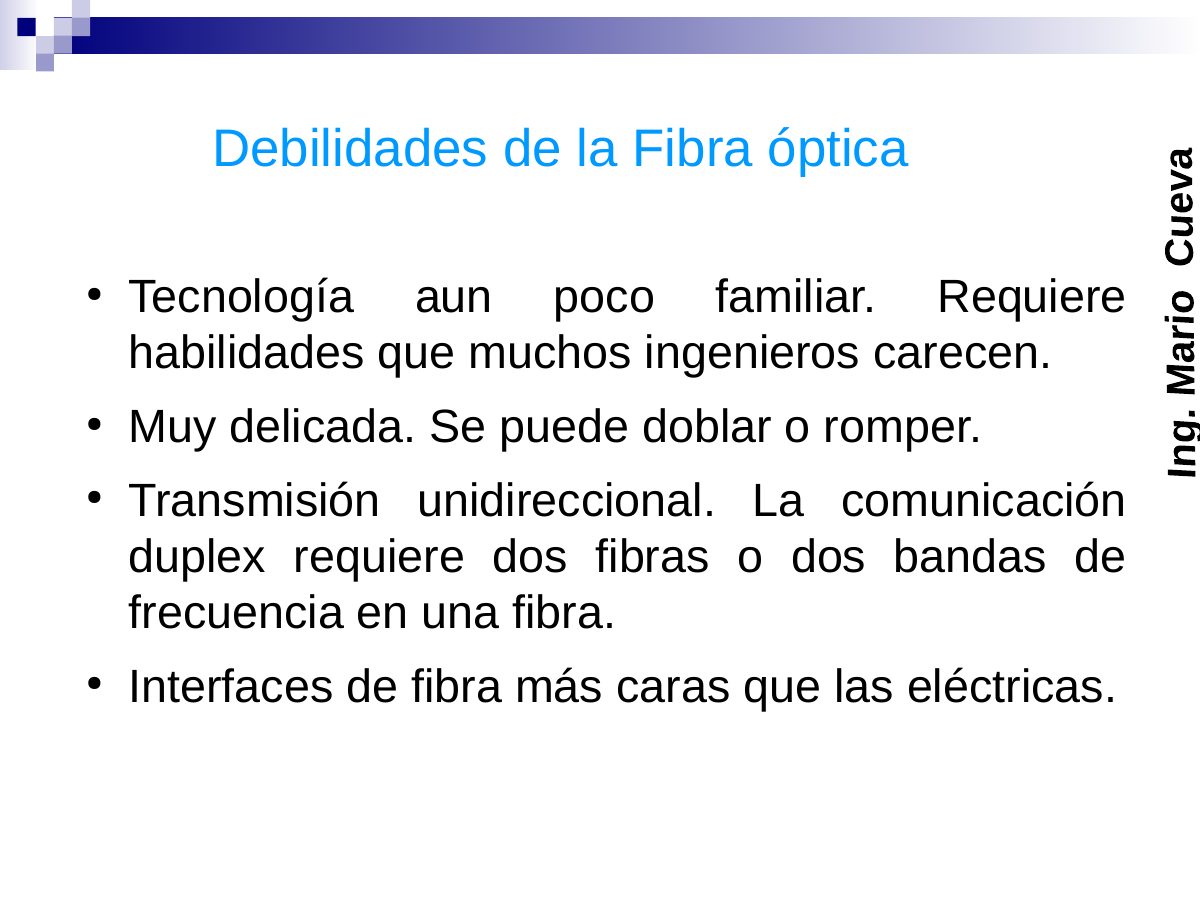 Debilidades de la Fibra óptica
• Tecnología aun poco familiar. Requiere
habilidades que muchos ingenieros carecen.
• Muy delicada. Se puede doblar o romper.
• Transmisión unidireccional. La comunicación
duplex requiere dos fibras o dos bandas de
frecuencia en una fibra.
• Interfaces de fibra más caras que las eléctricas.
Ing. Mario Cueva